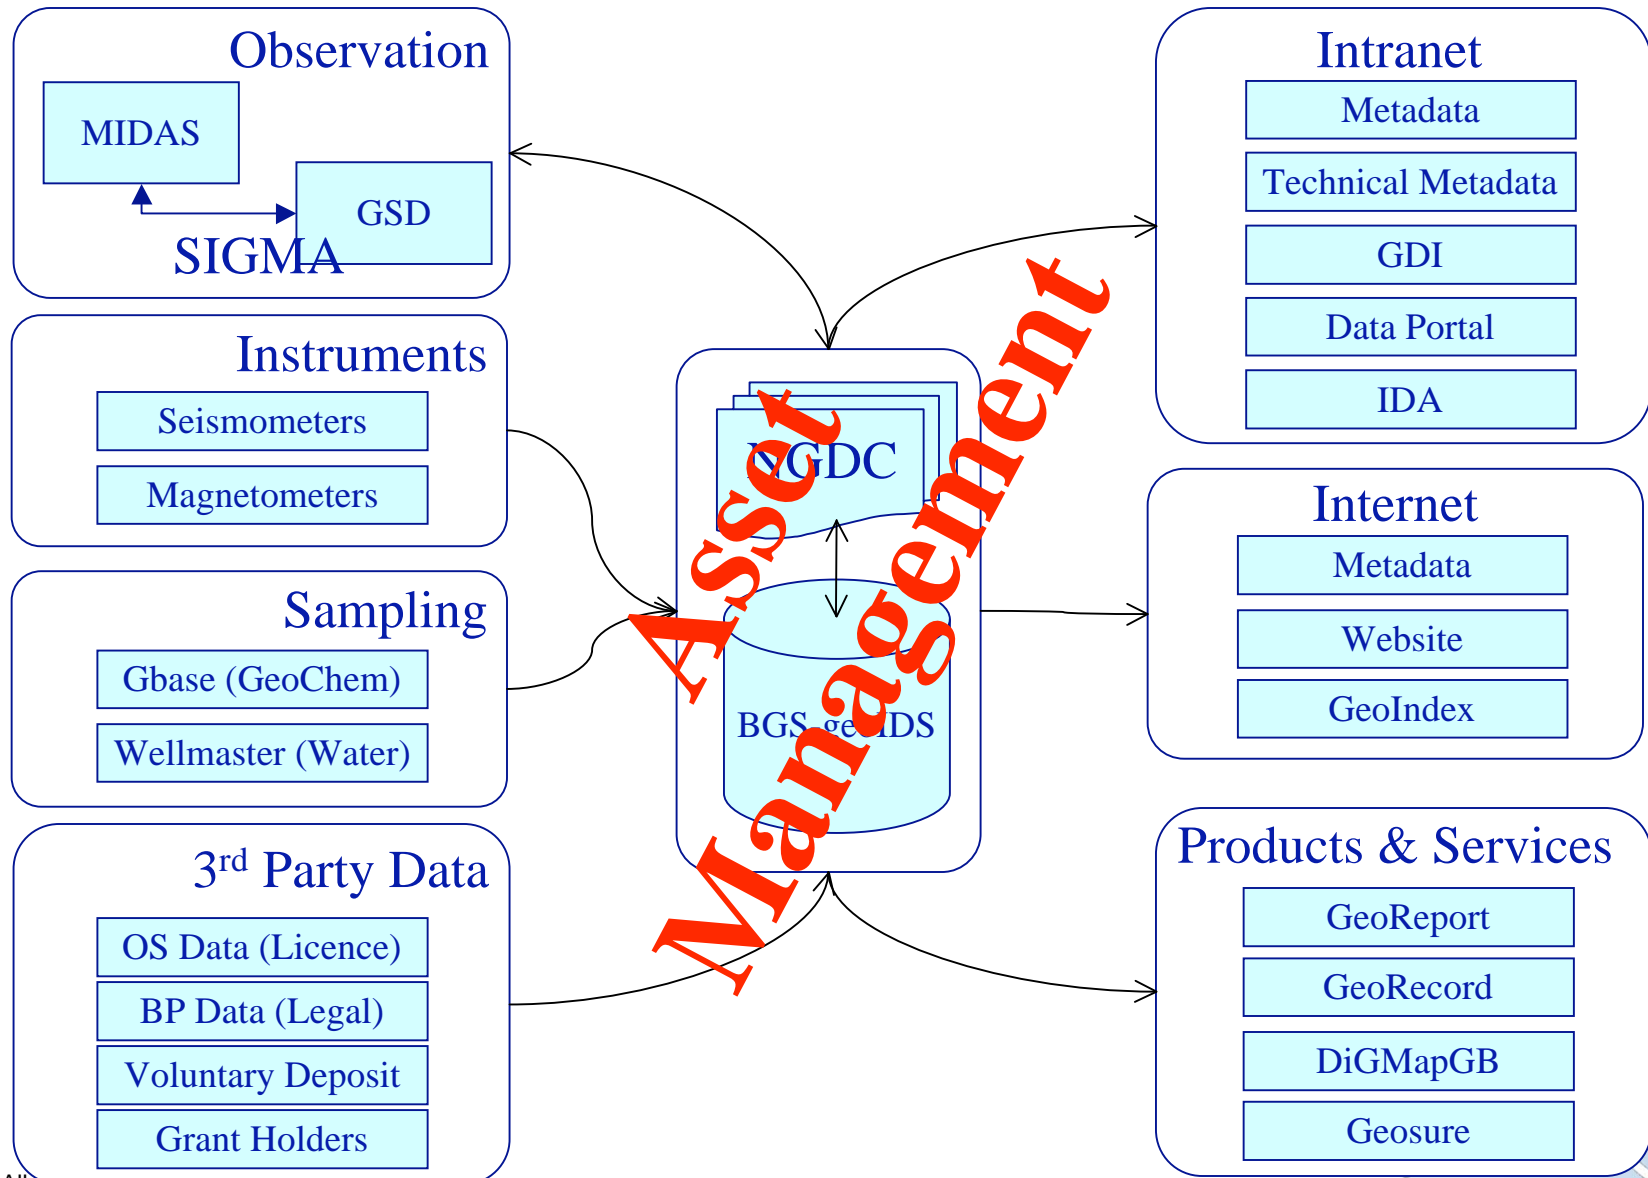 Observation
MIDAS
GSD
SIGMA
Instruments
Seismometers
Magnetometers
Sampling
Gbase (GeoChem)
Wellmaster (Water)
3rd Party Data
OS Data (Licence)
BP Data (Legal)
Voluntary Deposit
Grant Holders
NGDC
Asset
Management
Intranet
Metadata
Technical Metadata
GDI
Data Portal
IDA
Internet
Metadata
Website
GeoIndex
Products & Services
GeoReport
GeoRecord
DiGMapGB
Geosure